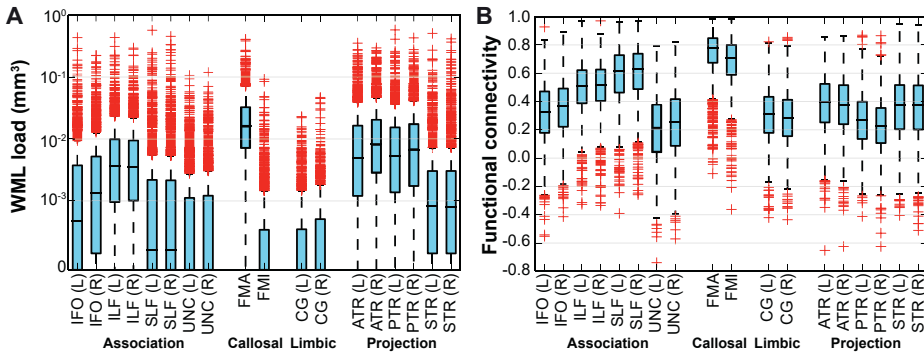 A
WML load (mm³)
10⁰
10⁻¹
10⁻²
10⁻³
0
IFO (L)
IFO (R)
ILF (L)
ILF (R)
SLF (L)
SLF (R)
UNC (L)
UNC (R)
FMA
FMI
CG (L)
CG (R)
ATR (L)
ATR (R)
PTR (L)
PTR (R)
STR (L)
STR (R)
Association Callosal Limbic Projection
B
Functional connectivity
1.0
0.8
0.6
0.4
0.2
0.0
-0.2
-0.4
-0.6
-0.8
IFO (L)
IFO (R)
ILF (L)
ILF (R)
SLF (L)
SLF (R)
UNC (L)
UNC (R)
FMA
FMI
CG (L)
CG (R)
ATR (L)
ATR (R)
PTR (L)
PTR (R)
STR (L)
STR (R)
Association Callosal Limbic Projection